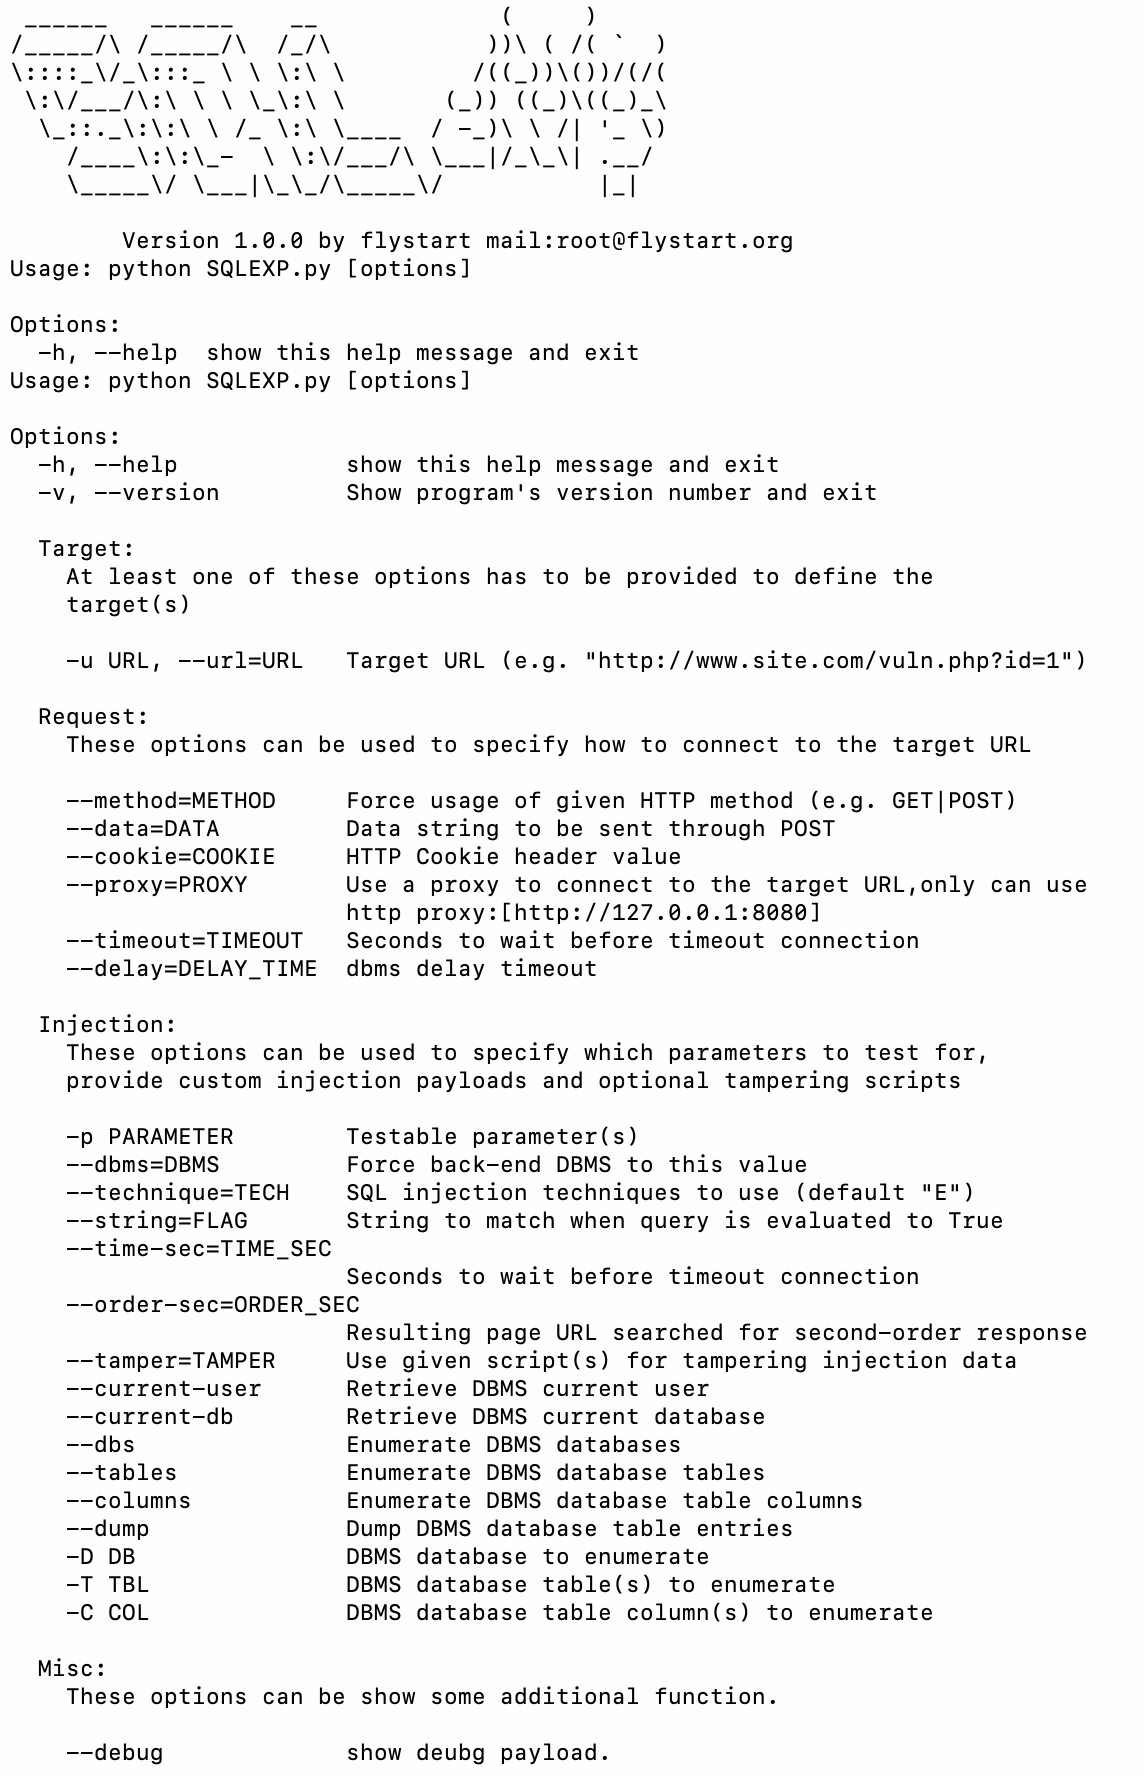 ______   ______    __             (     )
/_____/\ /_____/\  /_/\           ))\ ( /( `  )
\::::_\/_\:::_ \ \ \:\ \         /((_))\())/(/(
 \:\/___/\:\ \ \ \_\:\ \       (_)) ((_)\((_)_\
  \_::._\:\:\ \ /_ \:\ \____  / -_)\ \ /| '_ \)
    /____\:\:\_-  \ \:\/___/\ \___|/_\_\| .__/
    \_____\/ \___|\_\_/\_____\/           |_|

        Version 1.0.0 by flystart mail:root@flystart.org
Usage: python SQLEXP.py [options]

Options:
  -h, --help  show this help message and exit
Usage: python SQLEXP.py [options]

Options:
  -h, --help            show this help message and exit
  -v, --version         Show program's version number and exit

  Target:
    At least one of these options has to be provided to define the
    target(s)

    -u URL, --url=URL   Target URL (e.g. "http://www.site.com/vuln.php?id=1")

  Request:
    These options can be used to specify how to connect to the target URL

    --method=METHOD     Force usage of given HTTP method (e.g. GET|POST)
    --data=DATA         Data string to be sent through POST
    --cookie=COOKIE     HTTP Cookie header value
    --proxy=PROXY       Use a proxy to connect to the target URL,only can use
                        http proxy:[http://127.0.0.1:8080]
    --timeout=TIMEOUT   Seconds to wait before timeout connection
    --delay=DELAY_TIME  dbms delay timeout

  Injection:
    These options can be used to specify which parameters to test for,
    provide custom injection payloads and optional tampering scripts

    -p PARAMETER        Testable parameter(s)
    --dbms=DBMS         Force back-end DBMS to this value
    --technique=TECH    SQL injection techniques to use (default "E")
    --string=FLAG       String to match when query is evaluated to True
    --time-sec=TIME_SEC
                        Seconds to wait before timeout connection
    --order-sec=ORDER_SEC
                        Resulting page URL searched for second-order response
    --tamper=TAMPER     Use given script(s) for tampering injection data
    --current-user      Retrieve DBMS current user
    --current-db        Retrieve DBMS current database
    --dbs               Enumerate DBMS databases
    --tables            Enumerate DBMS database tables
    --columns           Enumerate DBMS database table columns
    --dump              Dump DBMS database table entries
    -D DB               DBMS database to enumerate
    -T TBL              DBMS database table(s) to enumerate
    -C COL              DBMS database table column(s) to enumerate

  Misc:
    These options can be show some additional function.

    --debug             show deubg payload.